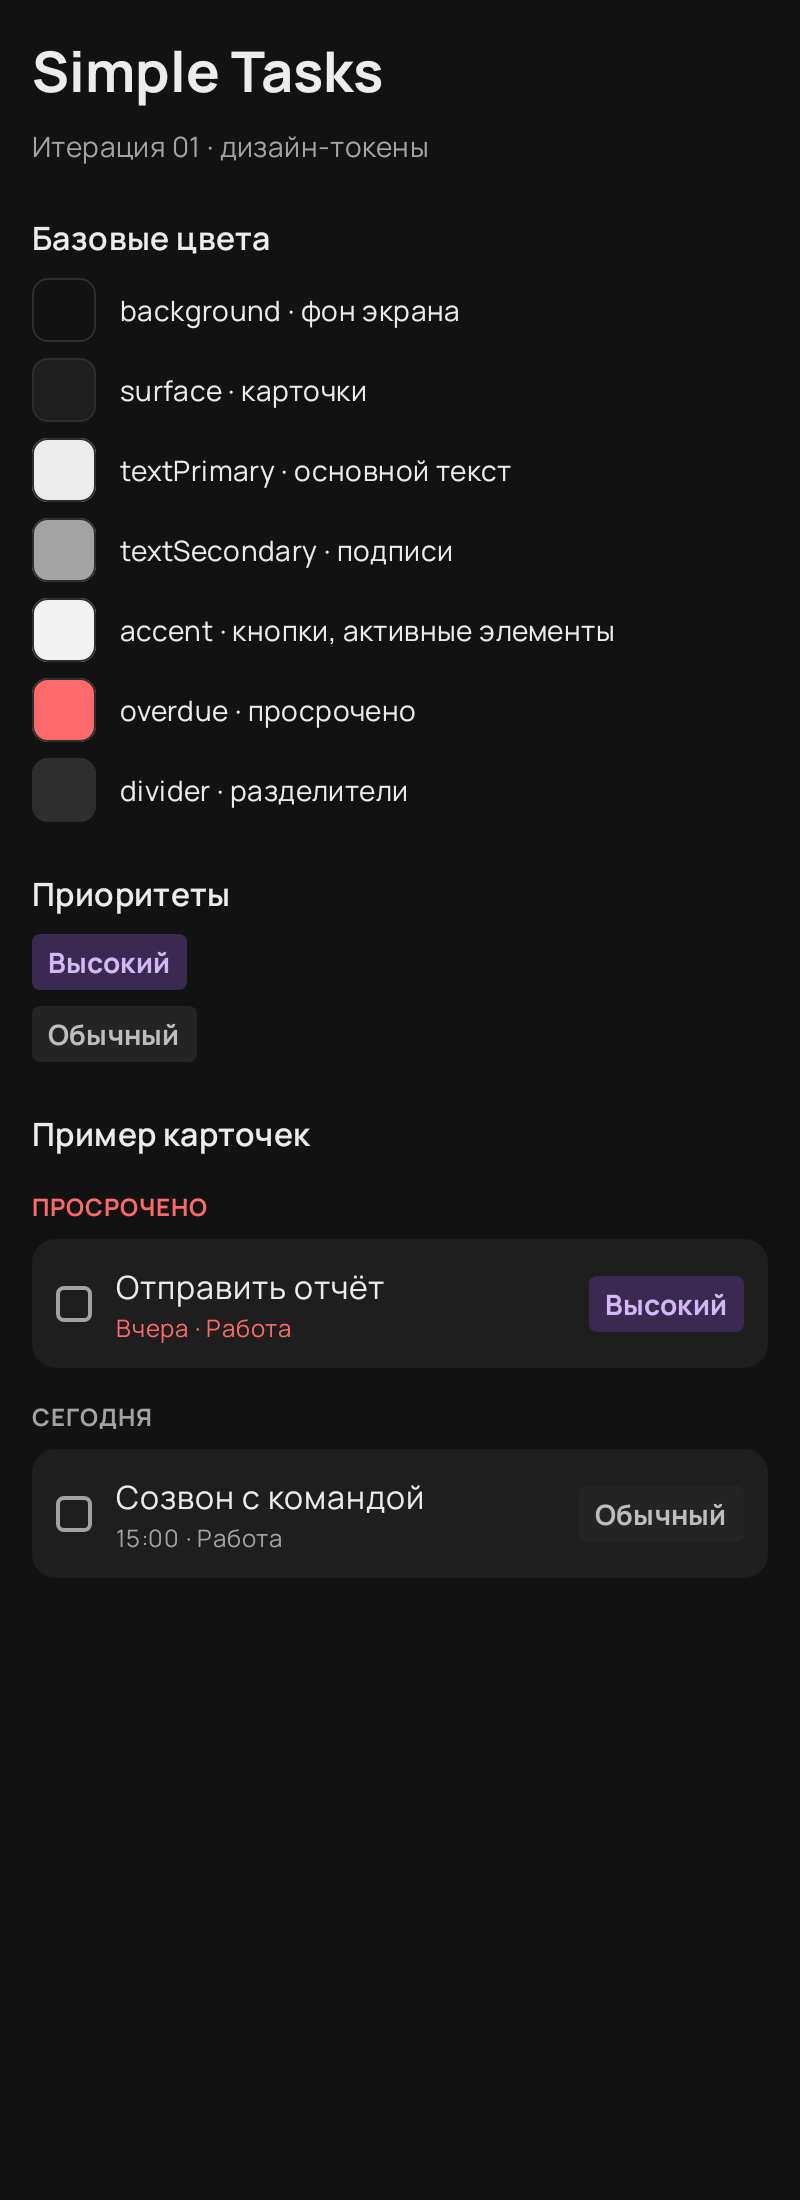 Simple Tasks
Итерация 01 · дизайн-токены
Базовые цвета
background · фон экрана
surface · карточки
textPrimary · основной текст
textSecondary · подписи
accent · кнопки, активные элементы
overdue · просрочено
divider · разделители
Приоритеты
Высокий
Обычный
Пример карточек
ПРОСРОЧЕНО
Отправить отчёт
Вчера · Работа
Высокий
СЕГОДНЯ
Созвон с командой
15:00 · Работа
Обычный